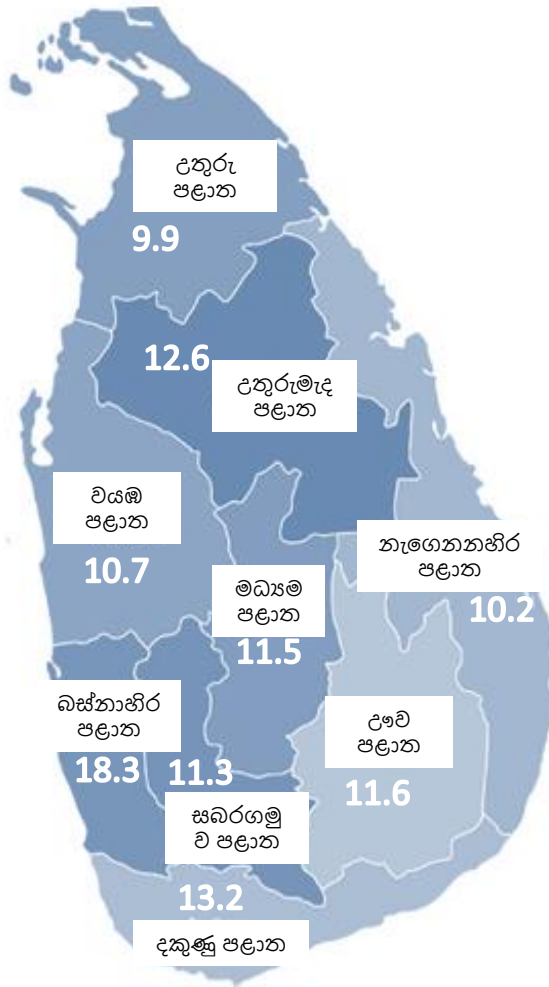 උතුරු
පළාත
9.9
12.6
උතුරුමැද
පළාත
වයඹ
පළාත
10.7
නැගෙනනහිර
පළාත
10.2
මධ්‍යම
පළාත
11.5
බස්නාහිර
පළාත
18.3
11.3
ඌව
පළාත
11.6
සබරගමු
ව පළාත
13.2
දකුණු පළාත